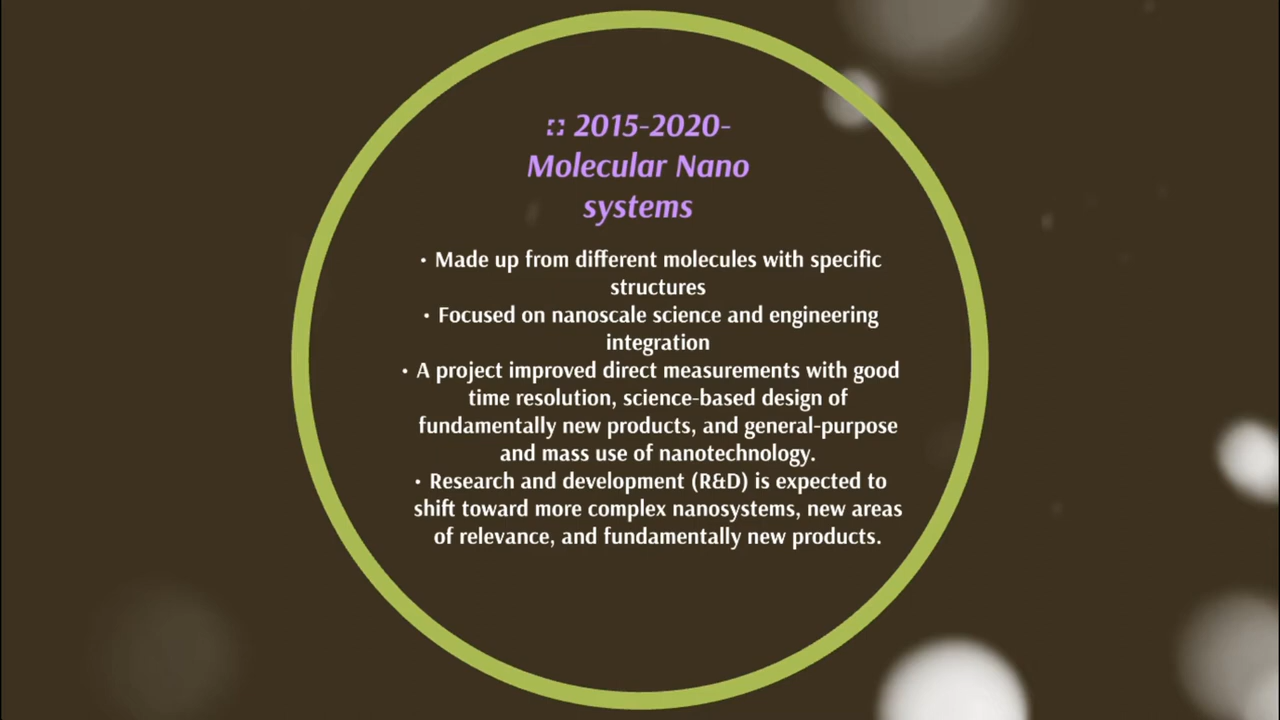 2015-2020-
Molecular Nano
systems
• Made up from different molecules with specific
structures
• Focused on nanoscale science and engineering
integration
• A project improved direct measurements with good
time resolution, science-based design of
fundamentally new products, and general-purpose
and mass use of nanotechnology.
• Research and development (R&D) is expected to
shift toward more complex nanosystems, new areas
of relevance, and fundamentally new products.